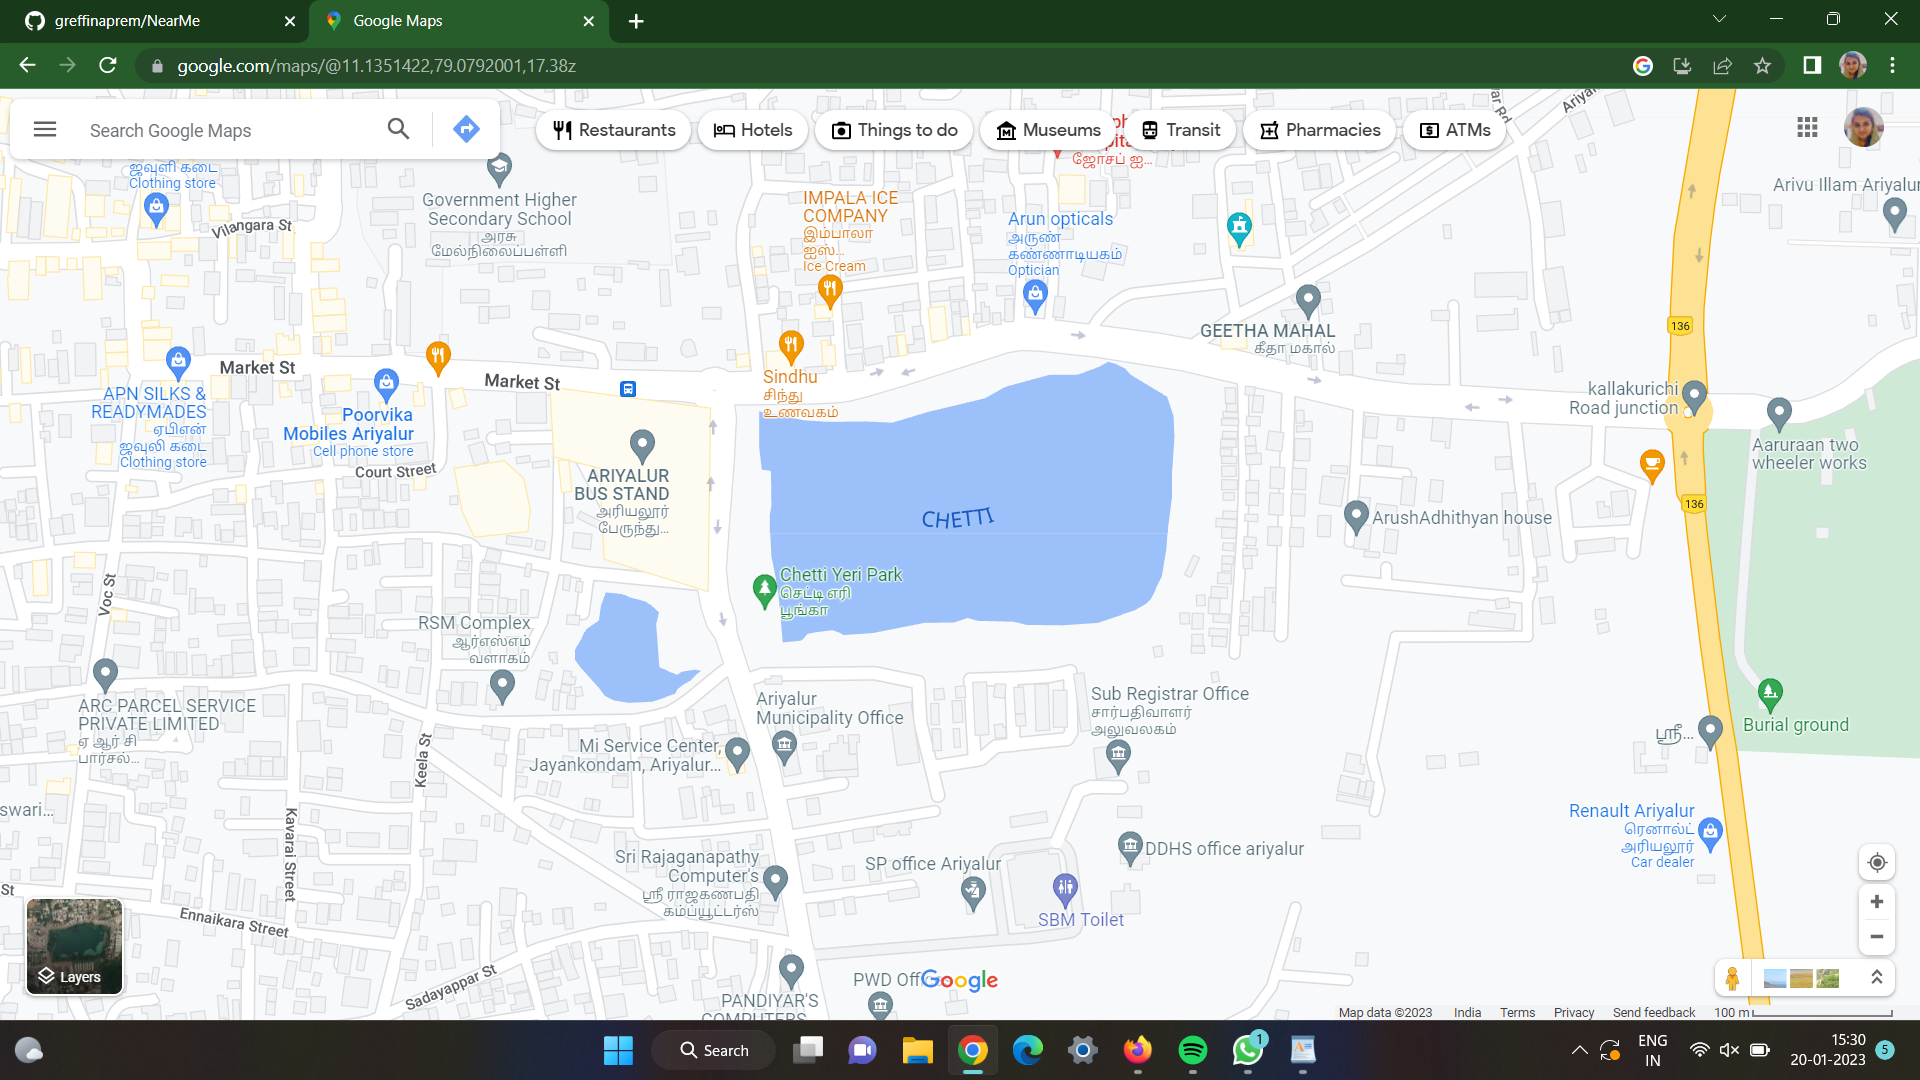 greffinaprem/NearMe
Google Maps
google.com/maps/@11.1351422,79.0792001,17.38z
Search Google Maps
Restaurants
Hotels
Things to do
Museums
Transit
Pharmacies
ATMs
ஜவுளி கடை
Clothing store
Vilangara St
Government Higher
Secondary School
அரசு
மேல்நிலைப்பள்ளி
IMPALA ICE
COMPANY
இம்பாலா
ஐஸ்...
Ice Cream
ஜோசப் ஐ...
Arun opticals
அருண்
கண்ணாடியகம்
Optician
Ariyalur
Arivu Illam Ariyalur
GEETHA MAHAL
கீதா மகால்
136
Market St
Market St
APN SILKS &
READYMADES
ஏபிஎன்
ஜவுலி கடை
Clothing store
Poorvika
Mobiles Ariyalur
Cell phone store
Court Street
Sindhu
சிந்து
உணவகம்
kallakurichi
Road junction
Aaruraan two
wheeler works
ARIYALUR
BUS STAND
அரியலூர்
பேருந்து...
CHETTI
136
ArushAdhithyan house
Chetti Yeri Park
செட்டி எரி
பூங்கா
Voc St
RSM Complex
ஆர்எஸ்எம்
வளாகம்
ARC PARCEL SERVICE
PRIVATE LIMITED
ஏ ஆர் சி
பார்சல்...
Ariyalur
Municipality Office
Sub Registrar Office
சார்பதிவாளர்
அலுவலகம்
Mi Service Center,
Jayankondam, Ariyalur...
Keela St
ஸ்ரீ...
Burial ground
swari...
Kavarai Street
Renault Ariyalur
ரெனால்ட்
அரியலூர்
Car dealer
Sri Rajaganapathy
Computer's
ஸ்ரீ ராஜகணபதி
கம்ப்யூட்டர்ஸ்
SP office Ariyalur
DDHS office ariyalur
SBM Toilet
St
Ennaikara Street
Sadayappar St
Layers
PANDIYAR'S
COMPUTERS
PWD Offi
Google
Map data ©2023
India
Terms
Privacy
Send feedback
100 m
Search
1
ENG
IN
15:30
20-01-2023
5